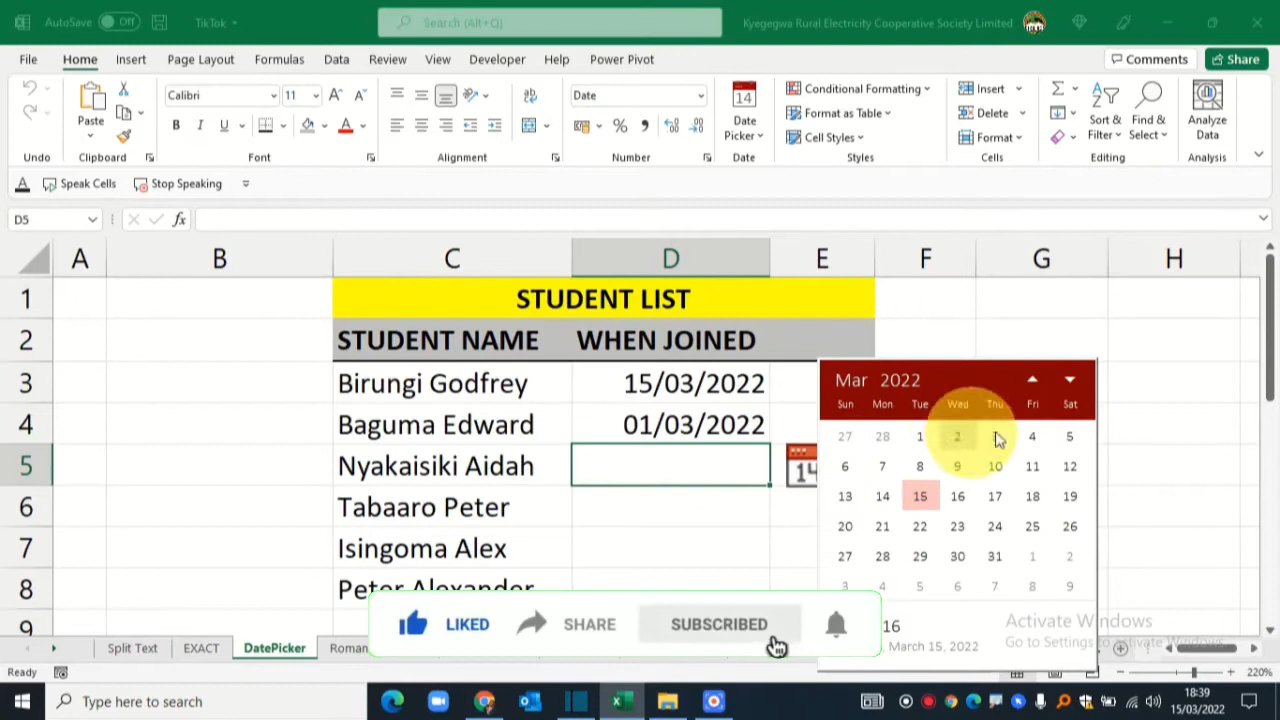 AutoSave Off TikTok Search (Alt+Q) Kyegegwa Rural Electricity Cooperative Society Limited
File Home Insert Page Layout Formulas Data Review View Developer Help Power Pivot Comments Share
Calibri 11 Date Conditional Formatting Insert
Paste B I U Date Picker Format as Table Delete Sort & Filter Find & Select Analyze Data
Cell Styles Format
Undo Clipboard Font Alignment Number Date Styles Cells Editing Analysis
Speak Cells Stop Speaking
D5 fx
A B C D E F G H
1 STUDENT LIST
2 STUDENT NAME WHEN JOINED
3 Birungi Godfrey 15/03/2022
4 Baguma Edward 01/03/2022
5 Nyakaisiki Aidah
6 Tabaaro Peter
7 Isingoma Alex
8 Peter Alexander
9
14
Mar 2022
Sun Mon Tue Wed Thu Fri Sat
27 28 1 2 3 4 5
6 7 8 9 10 11 12
13 14 15 16 17 18 19
20 21 22 23 24 25 26
27 28 29 30 31 1 2
3 4 5 6 7 8 9
16
, March 15, 2022
LIKED SHARE SUBSCRIBED
Activate Windows
Go to Settings to activate Windows.
Split Text EXACT DatePicker Roman
Ready 220%
Type here to search 18:39
15/03/2022